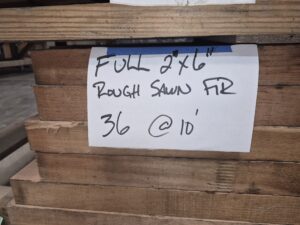 FULL 2"x6"
ROUGH SAWN FIR
36 @ 10'